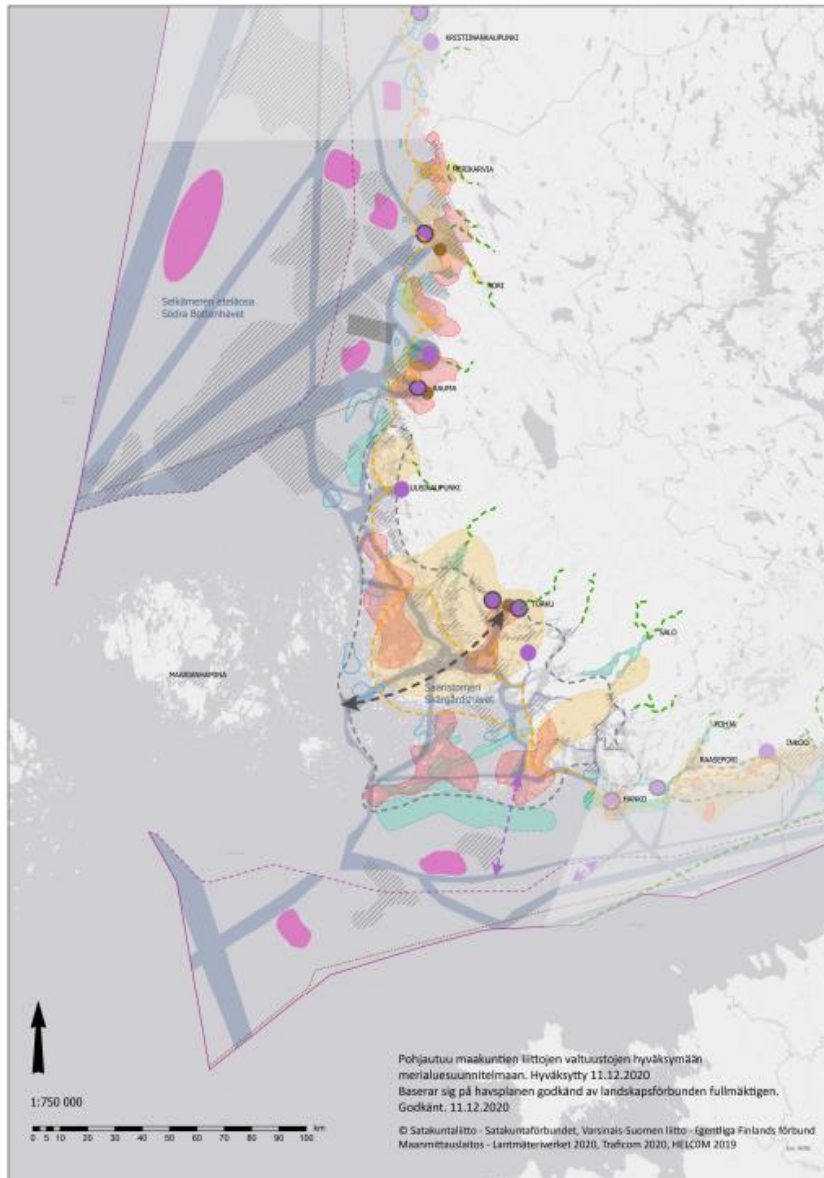 KRISTIINANKAUPUNKI
MERIKARVIA
PORI
Selkämeren eteläosa
Södra Bottenhavet
RAUMA
UUSIKAUPUNKI
TURKU
SALO
MAARIANHAMINA
Saaristomeri
Skärgårdshavet
POHJA
INKOO
RAASEPORI
HANKO
Pohjautuu maakuntien liittojen valtuustojen hyväksymään
merialuesuunnitelmaan. Hyväksytty 11.12.2020
Baserar sig på havsplanen godkänd av landskapsförbunden fullmäktigen.
Godkänt. 11.12.2020
1:750 000
km
0 5 10 20 30 40 50 60 70 80 90 100
© Satakuntaliitto - Satakuntaförbundet, Varsinais-Suomen liitto - Egentliga Finlands förbund
Maanmittauslaitos - Lantmäteriverket 2020, Traficom 2020, HELCOM 2019